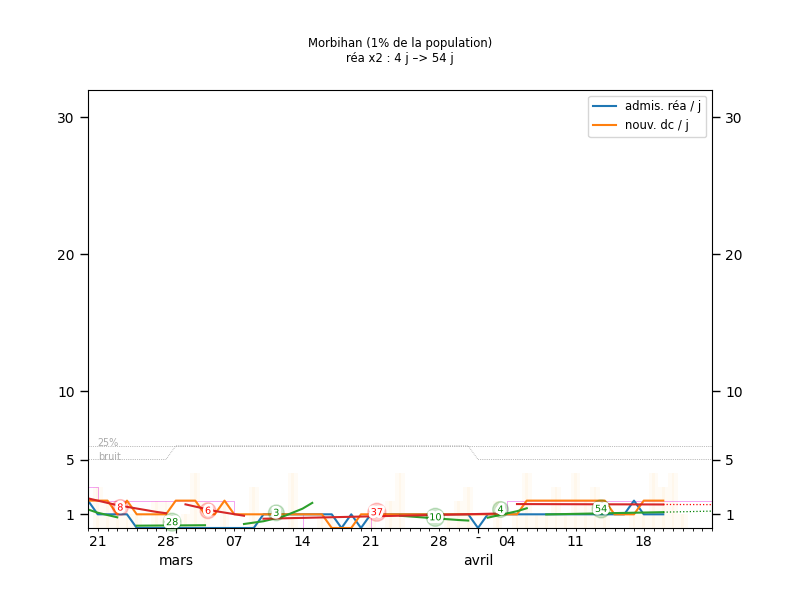 Morbihan (1% de la population)
réa x2 : 4 j –> 54 j
admis. réa / j
nouv. dc / j
30 30
20 20
10 10
5 5
1 1
25%
bruit
8 28 6 3 37 10 4 54
21 28 07 14 21 28 04 11 18
mars avril